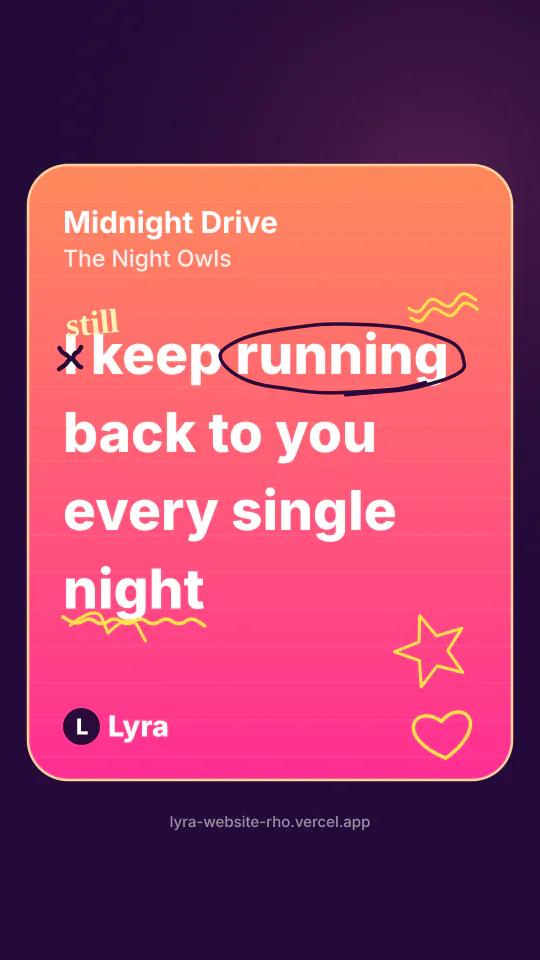 Midnight Drive
The Night Owls
still
I keep running
back to you
every single
night
L Lyra
lyra-website-rho.vercel.app